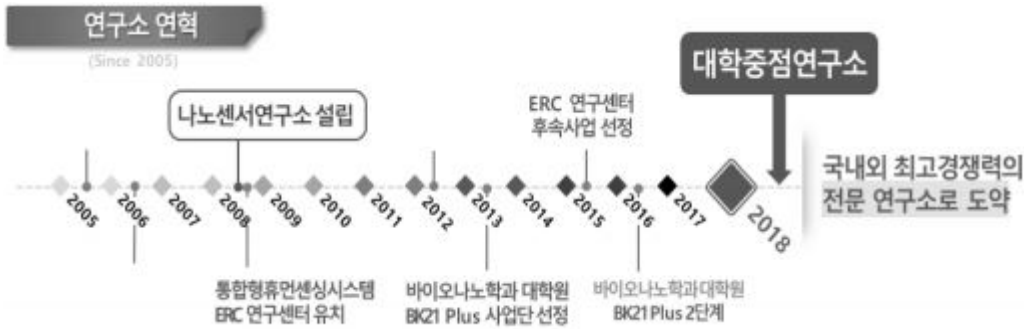 연구소 연혁
(Since 2005)
대학중점연구소
나노센서연구소 설립
ERC 연구센터
후속사업 선정
국내외 최고경쟁력의
전문 연구소로 도약
2005
2006
2007
2008
2009
2010
2011
2012
2013
2014
2015
2016
2017
2018
통합형휴먼센싱시스템
ERC 연구센터 유치
바이오나노학과 대학원
BK21 Plus 사업단 선정
바이오나노학과 대학원
BK21 Plus 2단계